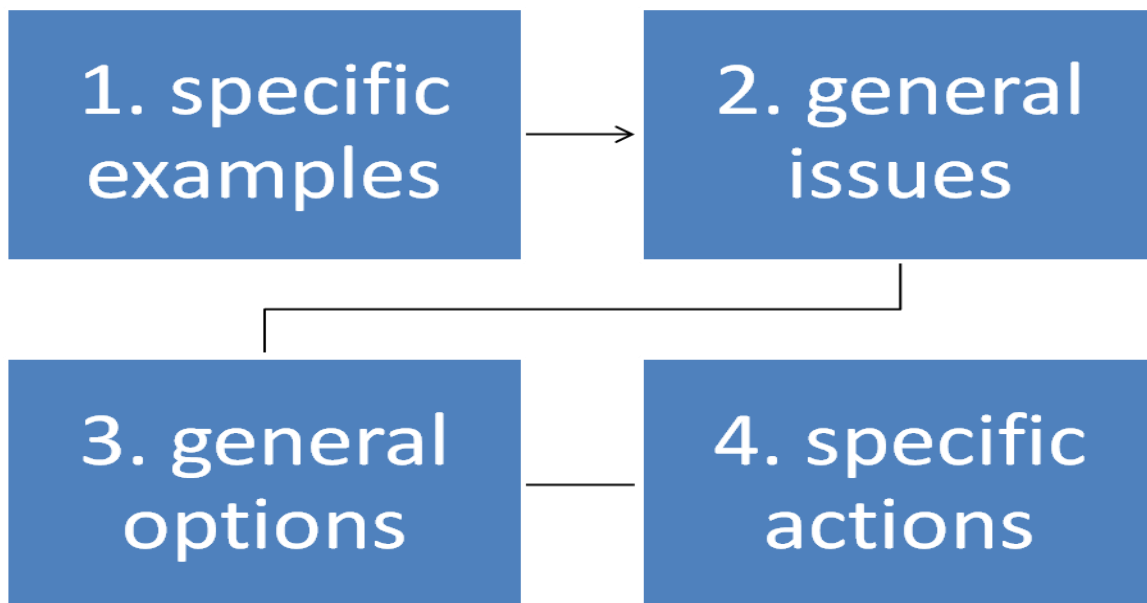 1. specific
examples
2. general
issues
3. general
options
4. specific
actions